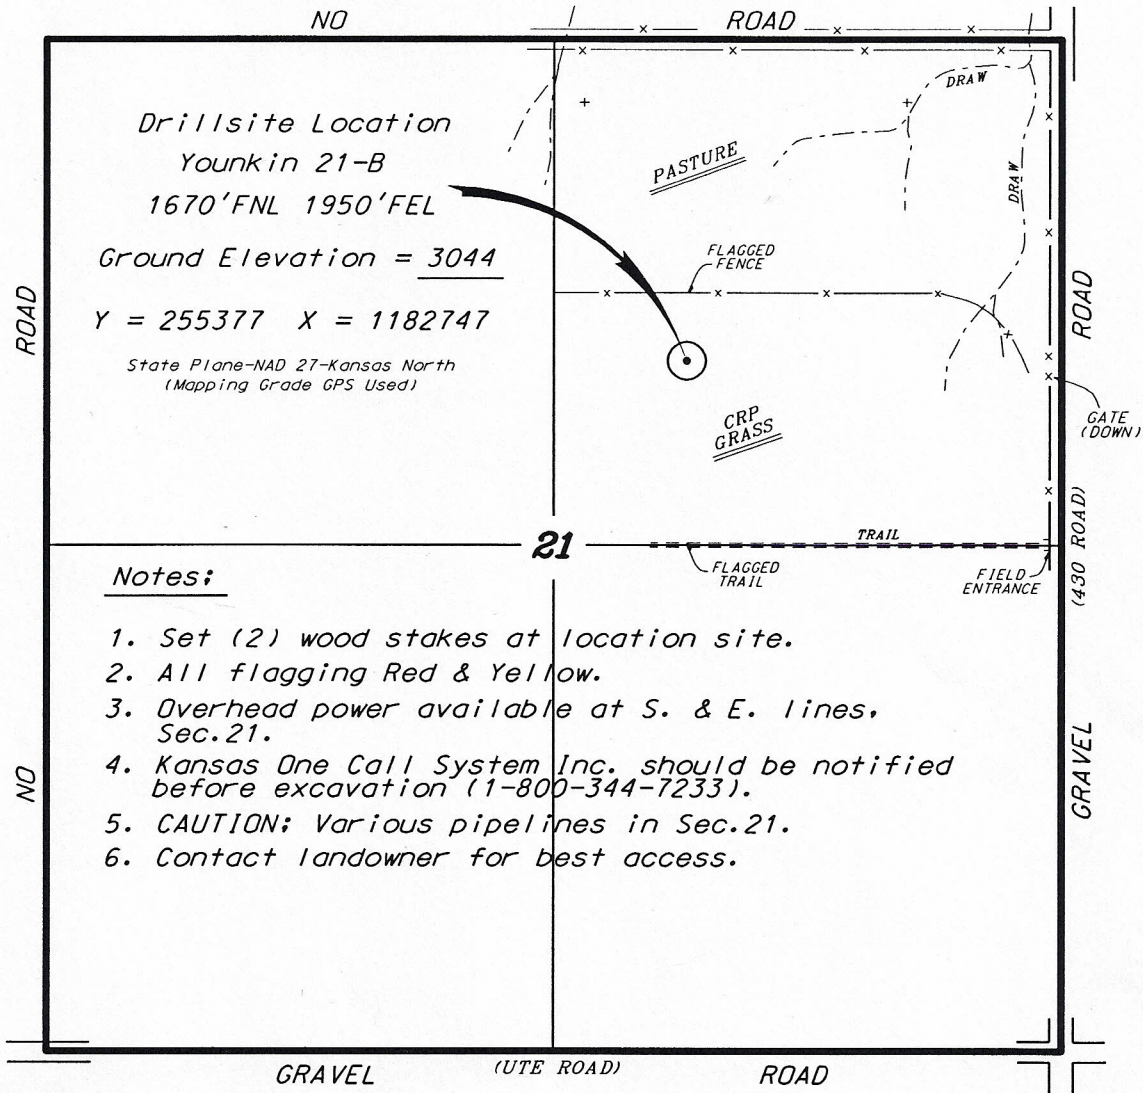 NO ROAD
Drillsite Location
Younkin 21-B
1670'FNL 1950'FEL
Ground Elevation = 3044
Y = 255377 X = 1182747
State Plane-NAD 27-Kansas North
(Mapping Grade GPS Used)
DRAW
PASTURE
DRAW
FLAGGED
FENCE
CRP
GRASS
GATE
(DOWN)
NO ROAD
21
TRAIL
FLAGGED
TRAIL
FIELD
ENTRANCE
GRAVEL (430 ROAD) ROAD
Notes:
1. Set (2) wood stakes at location site.
2. All flagging Red & Yellow.
3. Overhead power available at S. & E. lines,
Sec.21.
4. Kansas One Call System Inc. should be notified
before excavation (1-800-344-7233).
5. CAUTION: Various pipelines in Sec.21.
6. Contact landowner for best access.
GRAVEL (UTE ROAD) ROAD